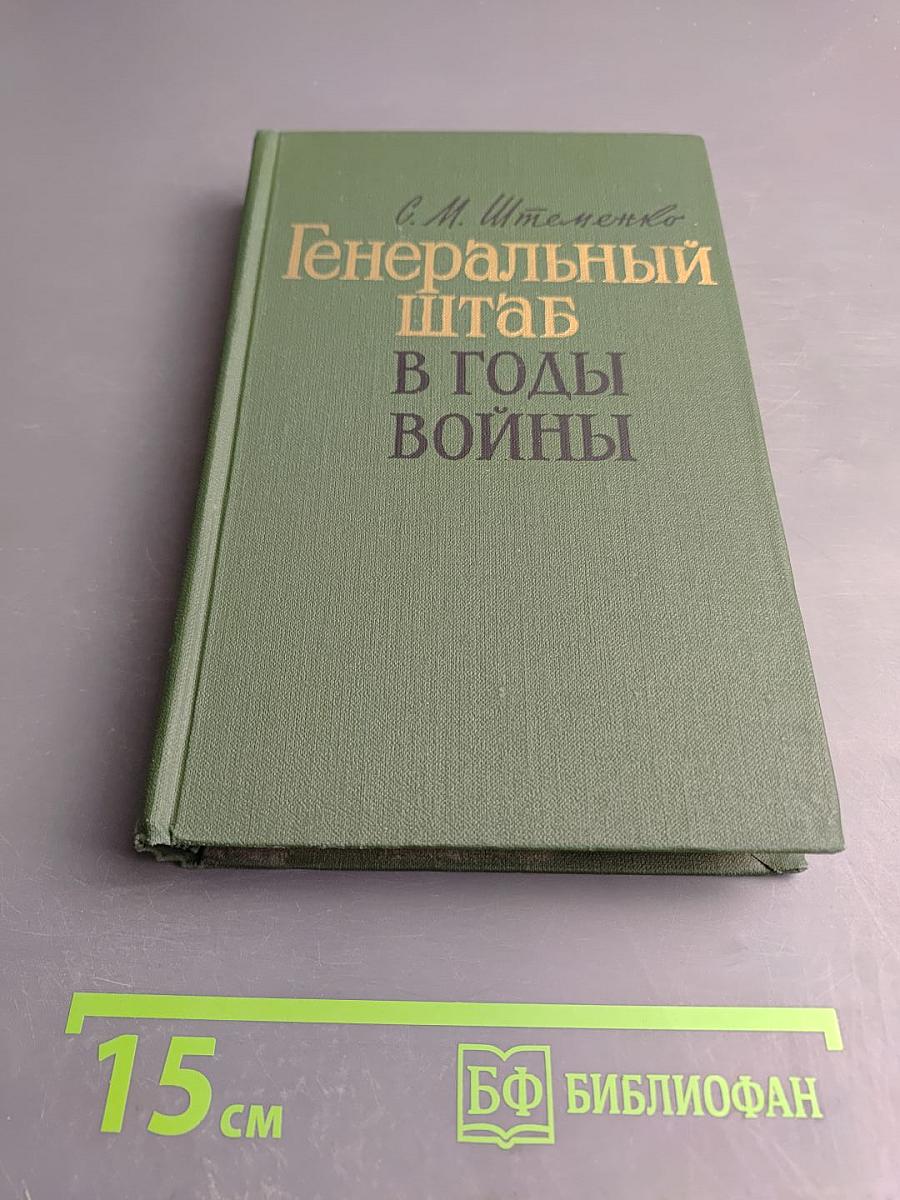 С. М. Штеменко
Генеральный
штаб
в годы
войны
15 см
БФ БИБЛИОФАН